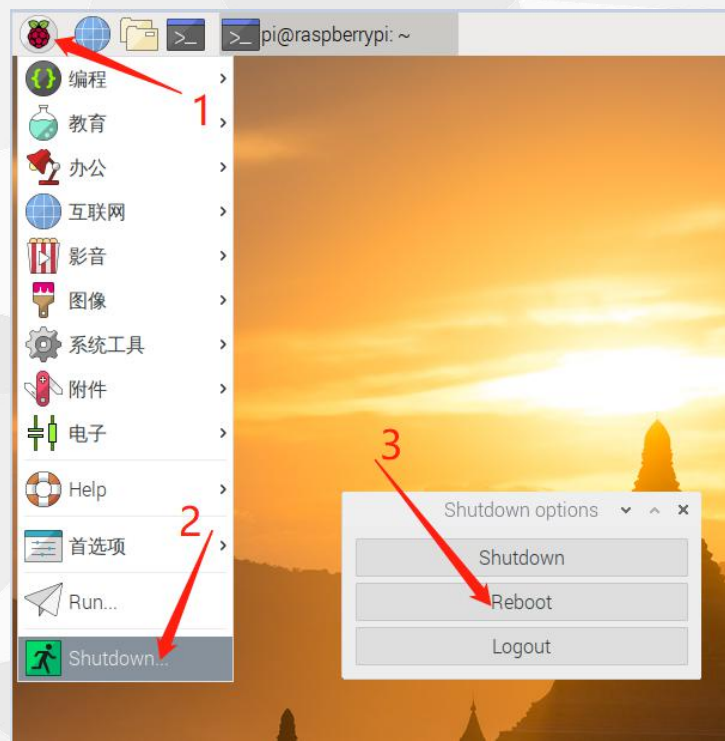 pi@raspberrypi: ~
1
编程
教育
办公
互联网
影音
图像
系统工具
附件
电子
Help
首选项
Run...
2
Shutdown...
3
Shutdown options
Shutdown
Reboot
Logout